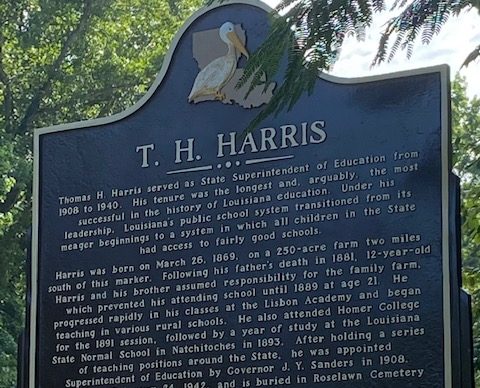 T. H. HARRIS
Thomas H. Harris served as State Superintendent of Education from
1908 to 1940. His tenure was the longest and, arguably, the most
successful in the history of Louisiana education. Under his
leadership, Louisiana's public school system transitioned from its
meager beginnings to a system in which all children in the State
had access to fairly good schools.
Harris was born on March 26, 1869, on a 250-acre farm two miles
south of this marker. Following his father's death in 1881, 12-year-old
Harris and his brother assumed responsibility for the family farm,
which prevented his attending school until 1889 at age 21. He
progressed rapidly in his classes at the Lisbon Academy and began
teaching in various rural schools. He also attended Homer College
for the 1891 session, followed by a year of study at the Louisiana
State Normal School in Natchitoches in 1893. After holding a series
of teaching positions around the State, he was appointed
Superintendent of Education by Governor J. Y. Sanders in 1908.
1942, and is buried in Roselawn Cemetery